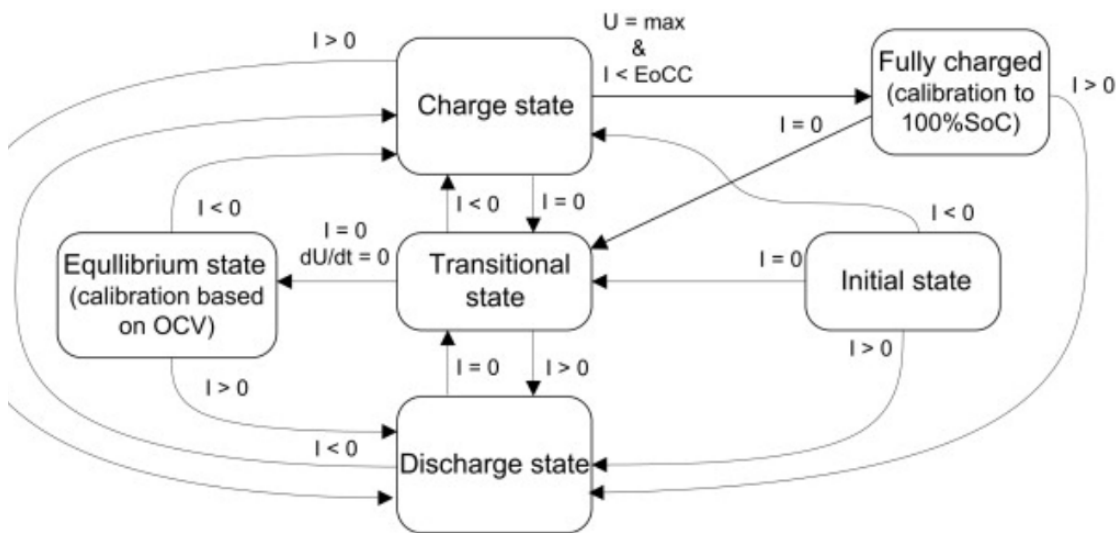 I > 0
U = max
&
I < EoCC
Charge state
Fully charged
(calibration to
100%SoC)
I > 0
I = 0
I < 0
I < 0
I = 0
I < 0
I = 0
dU/dt = 0
Equllibrium state
(calibration based
on OCV)
Transitional
state
I = 0
Initial state
I > 0
I = 0
I > 0
I > 0
I < 0
Discharge state